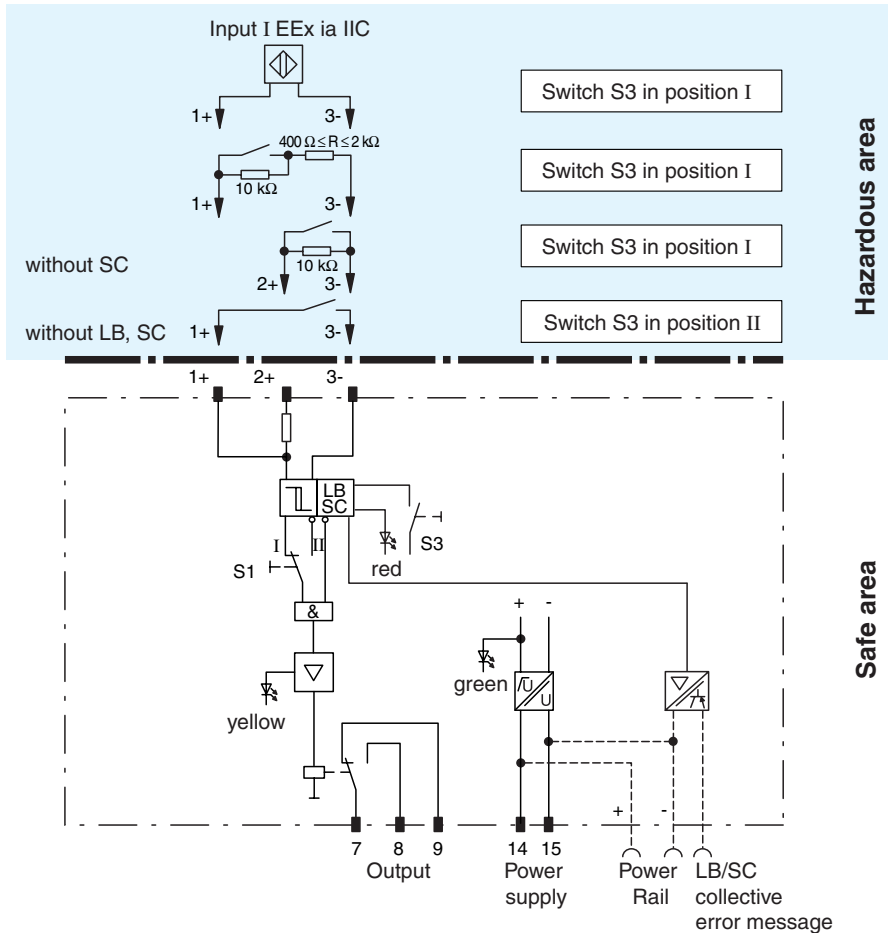 Input I EEx ia IIC
1+ 3-
Switch S3 in position I
400 Ω ≤ R ≤ 2 kΩ
10 kΩ
1+ 3-
Switch S3 in position I
without SC
10 kΩ
2+ 3-
Switch S3 in position I
without LB, SC
1+ 3-
Switch S3 in position II
Hazardous area
1+ 2+ 3-
LB
SC
I II
S1
S3
red
&
yellow
+ -
green
U
U
+ -
7 8 9
Output
14 15
Power
supply
Power
Rail
LB/SC
collective
error message
Safe area